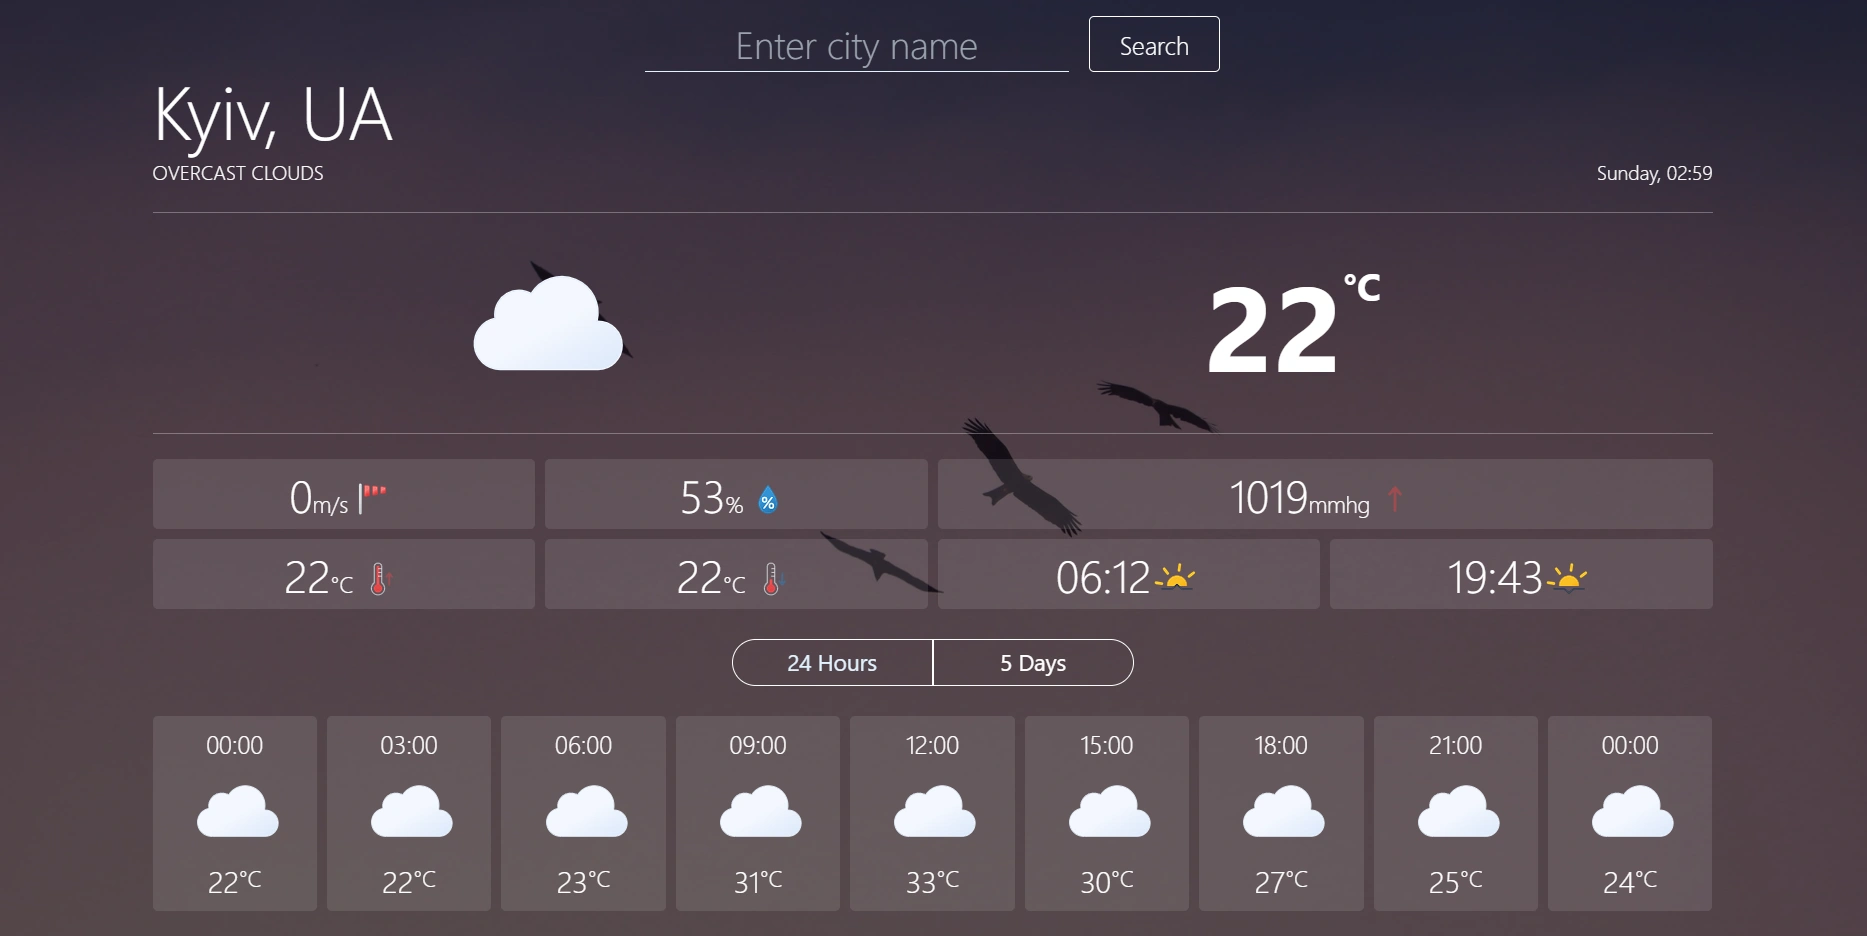 Enter city name
Search
Kyiv, UA
OVERCAST CLOUDS
Sunday, 02:59
22 °C
0m/s
53% %
1019mmhg
22°C
22°C
06:12
19:43
24 Hours
5 Days
00:00
03:00
06:00
09:00
12:00
15:00
18:00
21:00
00:00
22°C
22°C
23°C
31°C
33°C
30°C
27°C
25°C
24°C